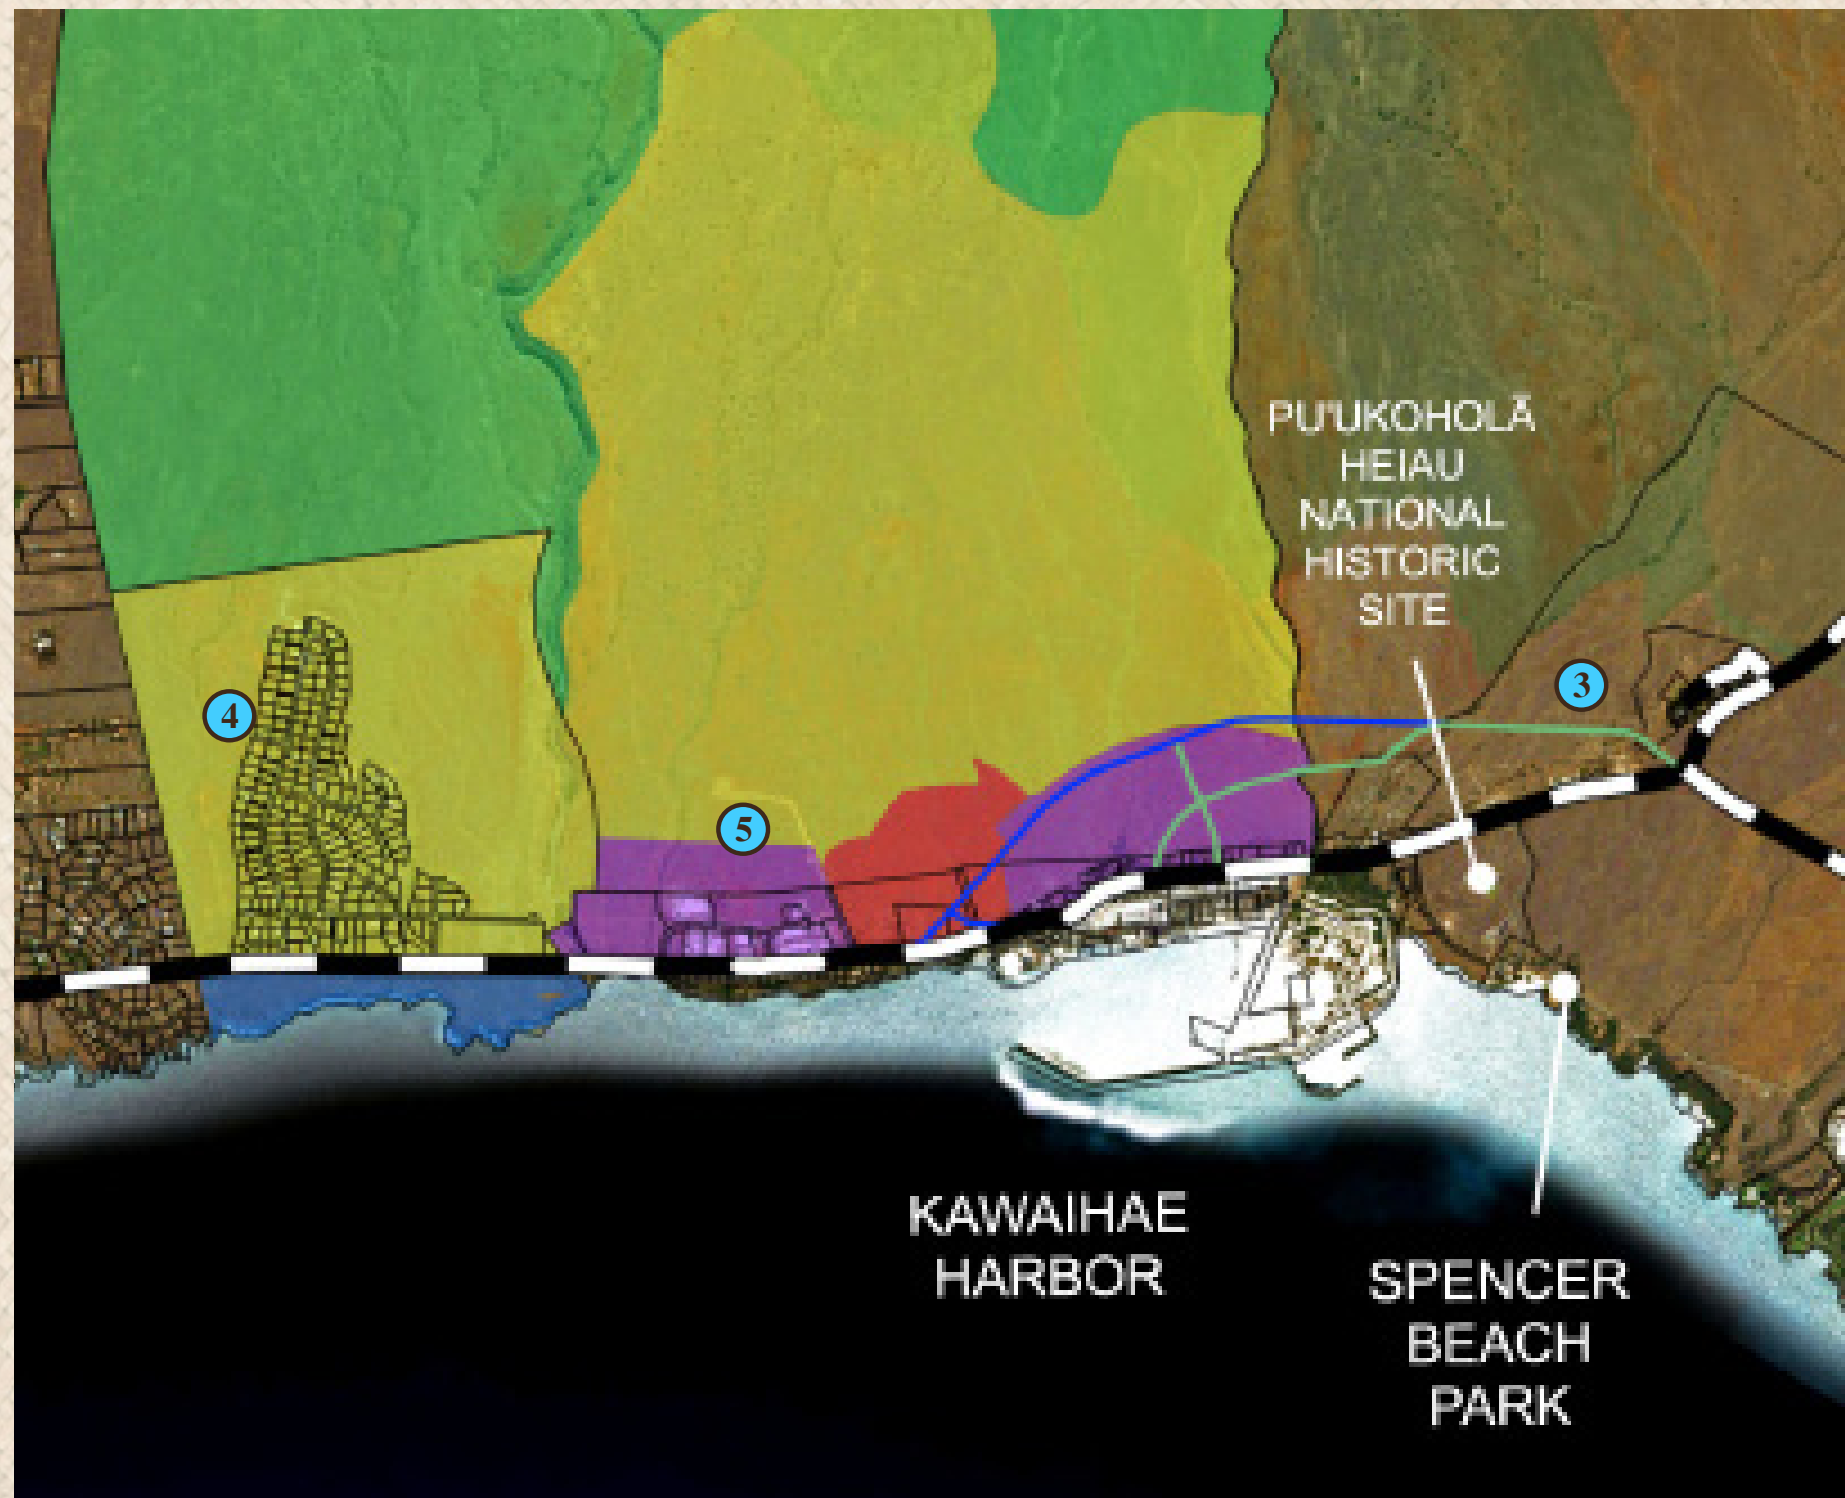 PU'UKOHOLĀ
HEIAU
NATIONAL
HISTORIC
SITE
3
4
5
KAWAIHAE
HARBOR
SPENCER
BEACH
PARK